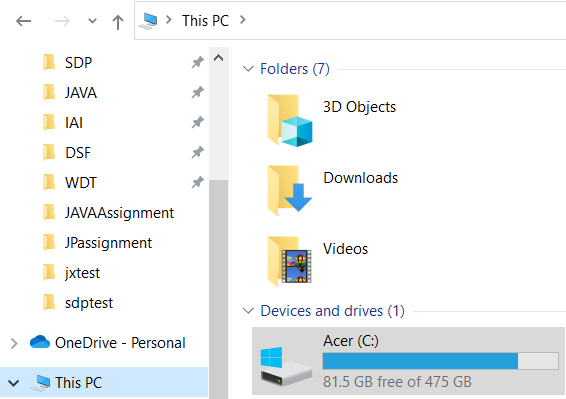 This PC
SDP
JAVA
IAI
DSF
WDT
JAVAAssignment
JPassignment
jxtest
sdptest
OneDrive - Personal
This PC
Folders (7)
3D Objects
Downloads
Videos
Devices and drives (1)
Acer (C:)
81.5 GB free of 475 GB